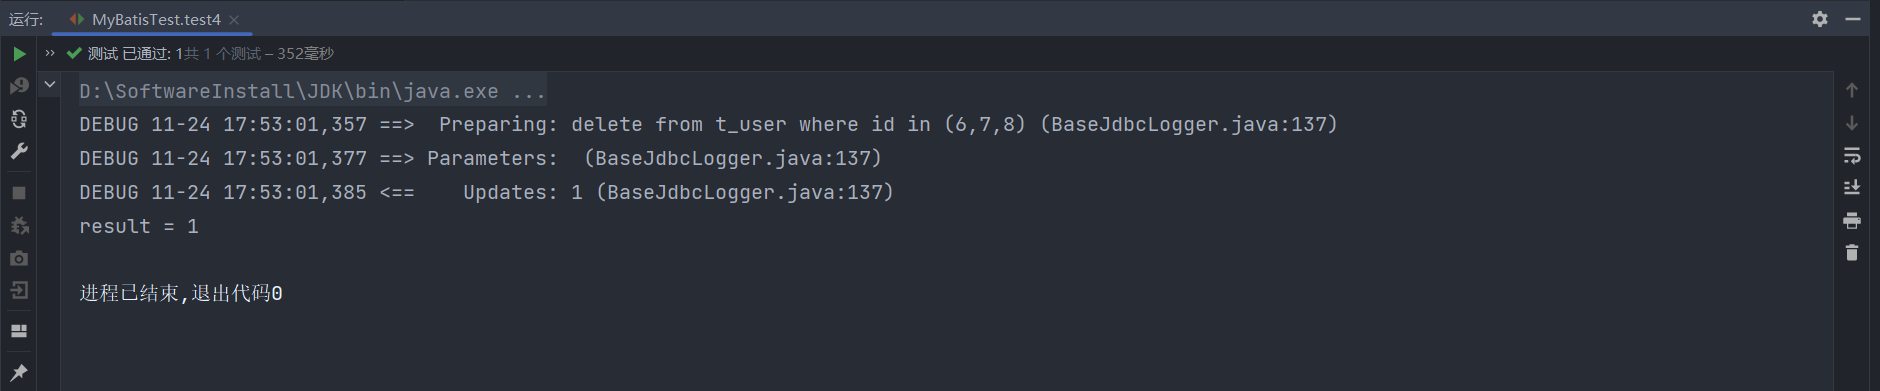 运行: MyBatisTest.test4
测试 已通过: 1共 1 个测试 – 352毫秒
D:\SoftwareInstall\JDK\bin\java.exe ...
DEBUG 11-24 17:53:01,357 ==>  Preparing: delete from t_user where id in (6,7,8) (BaseJdbcLogger.java:137)
DEBUG 11-24 17:53:01,377 ==> Parameters:  (BaseJdbcLogger.java:137)
DEBUG 11-24 17:53:01,385 <==    Updates: 1 (BaseJdbcLogger.java:137)
result = 1
进程已结束,退出代码0